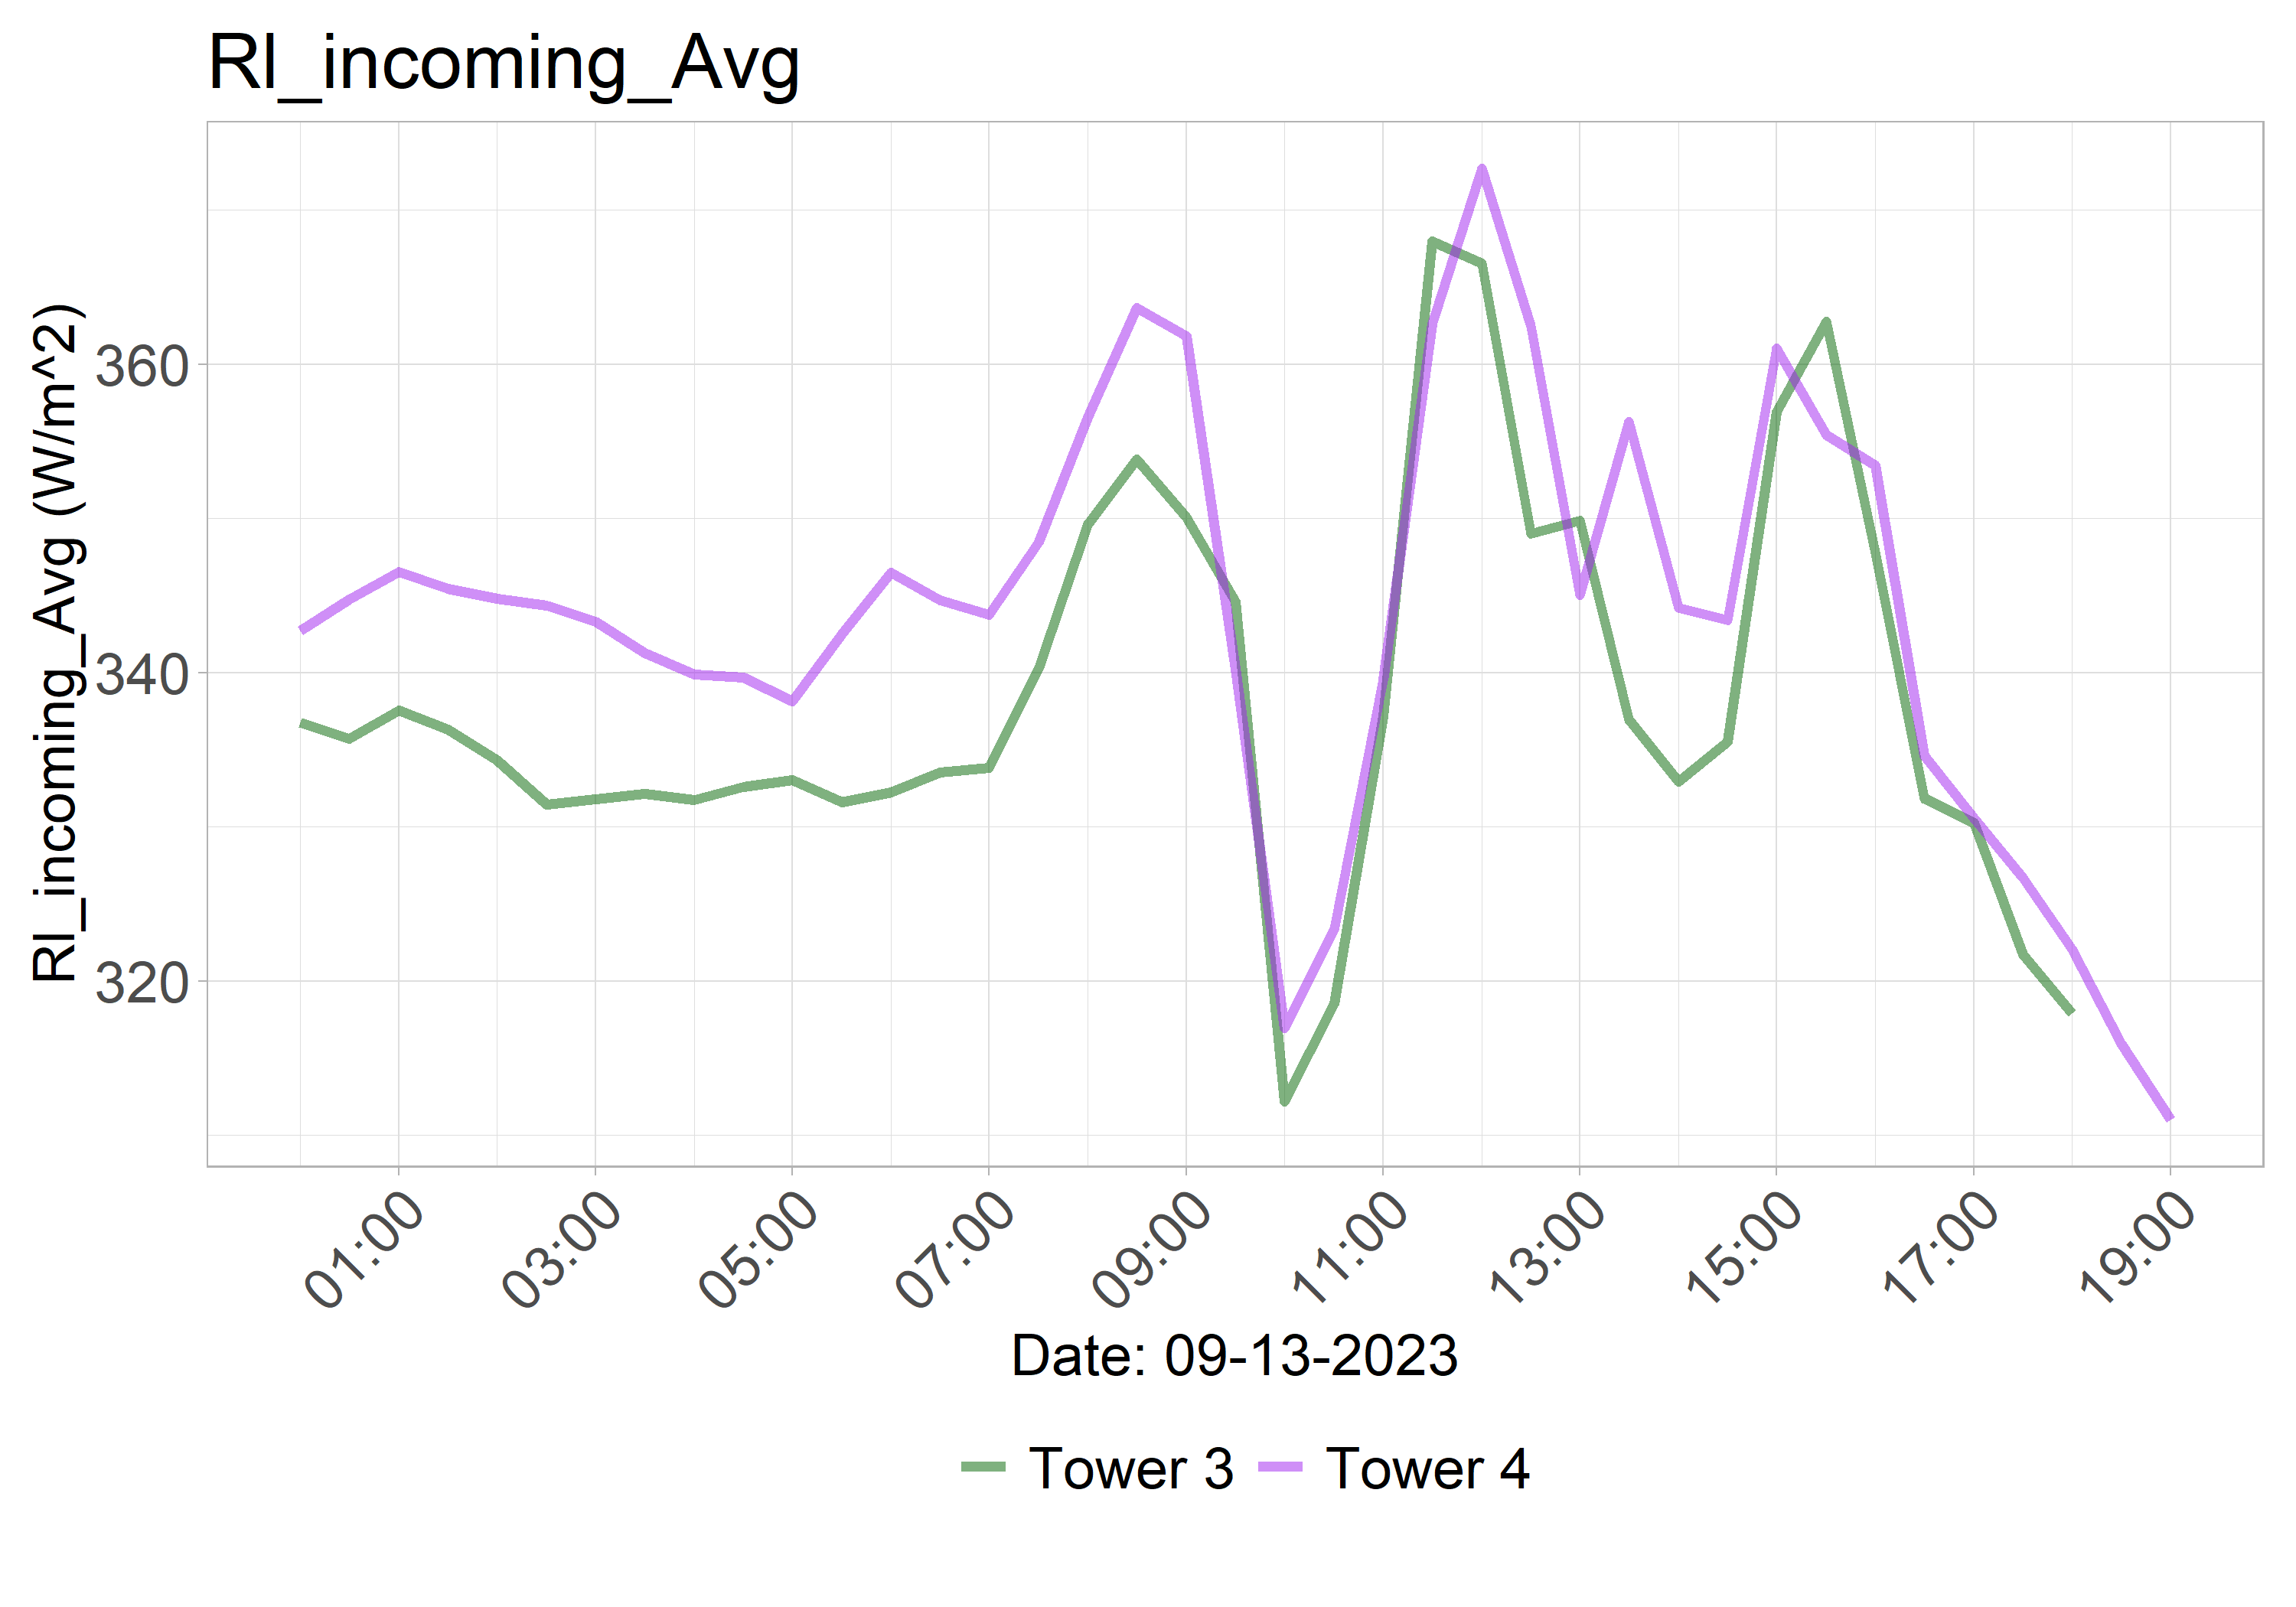 Rl_incoming_Avg
Rl_incoming_Avg (W/m^2)
360
340
320
01:00
03:00
05:00
07:00
09:00
11:00
13:00
15:00
17:00
19:00
Date: 09-13-2023
Tower 3
Tower 4